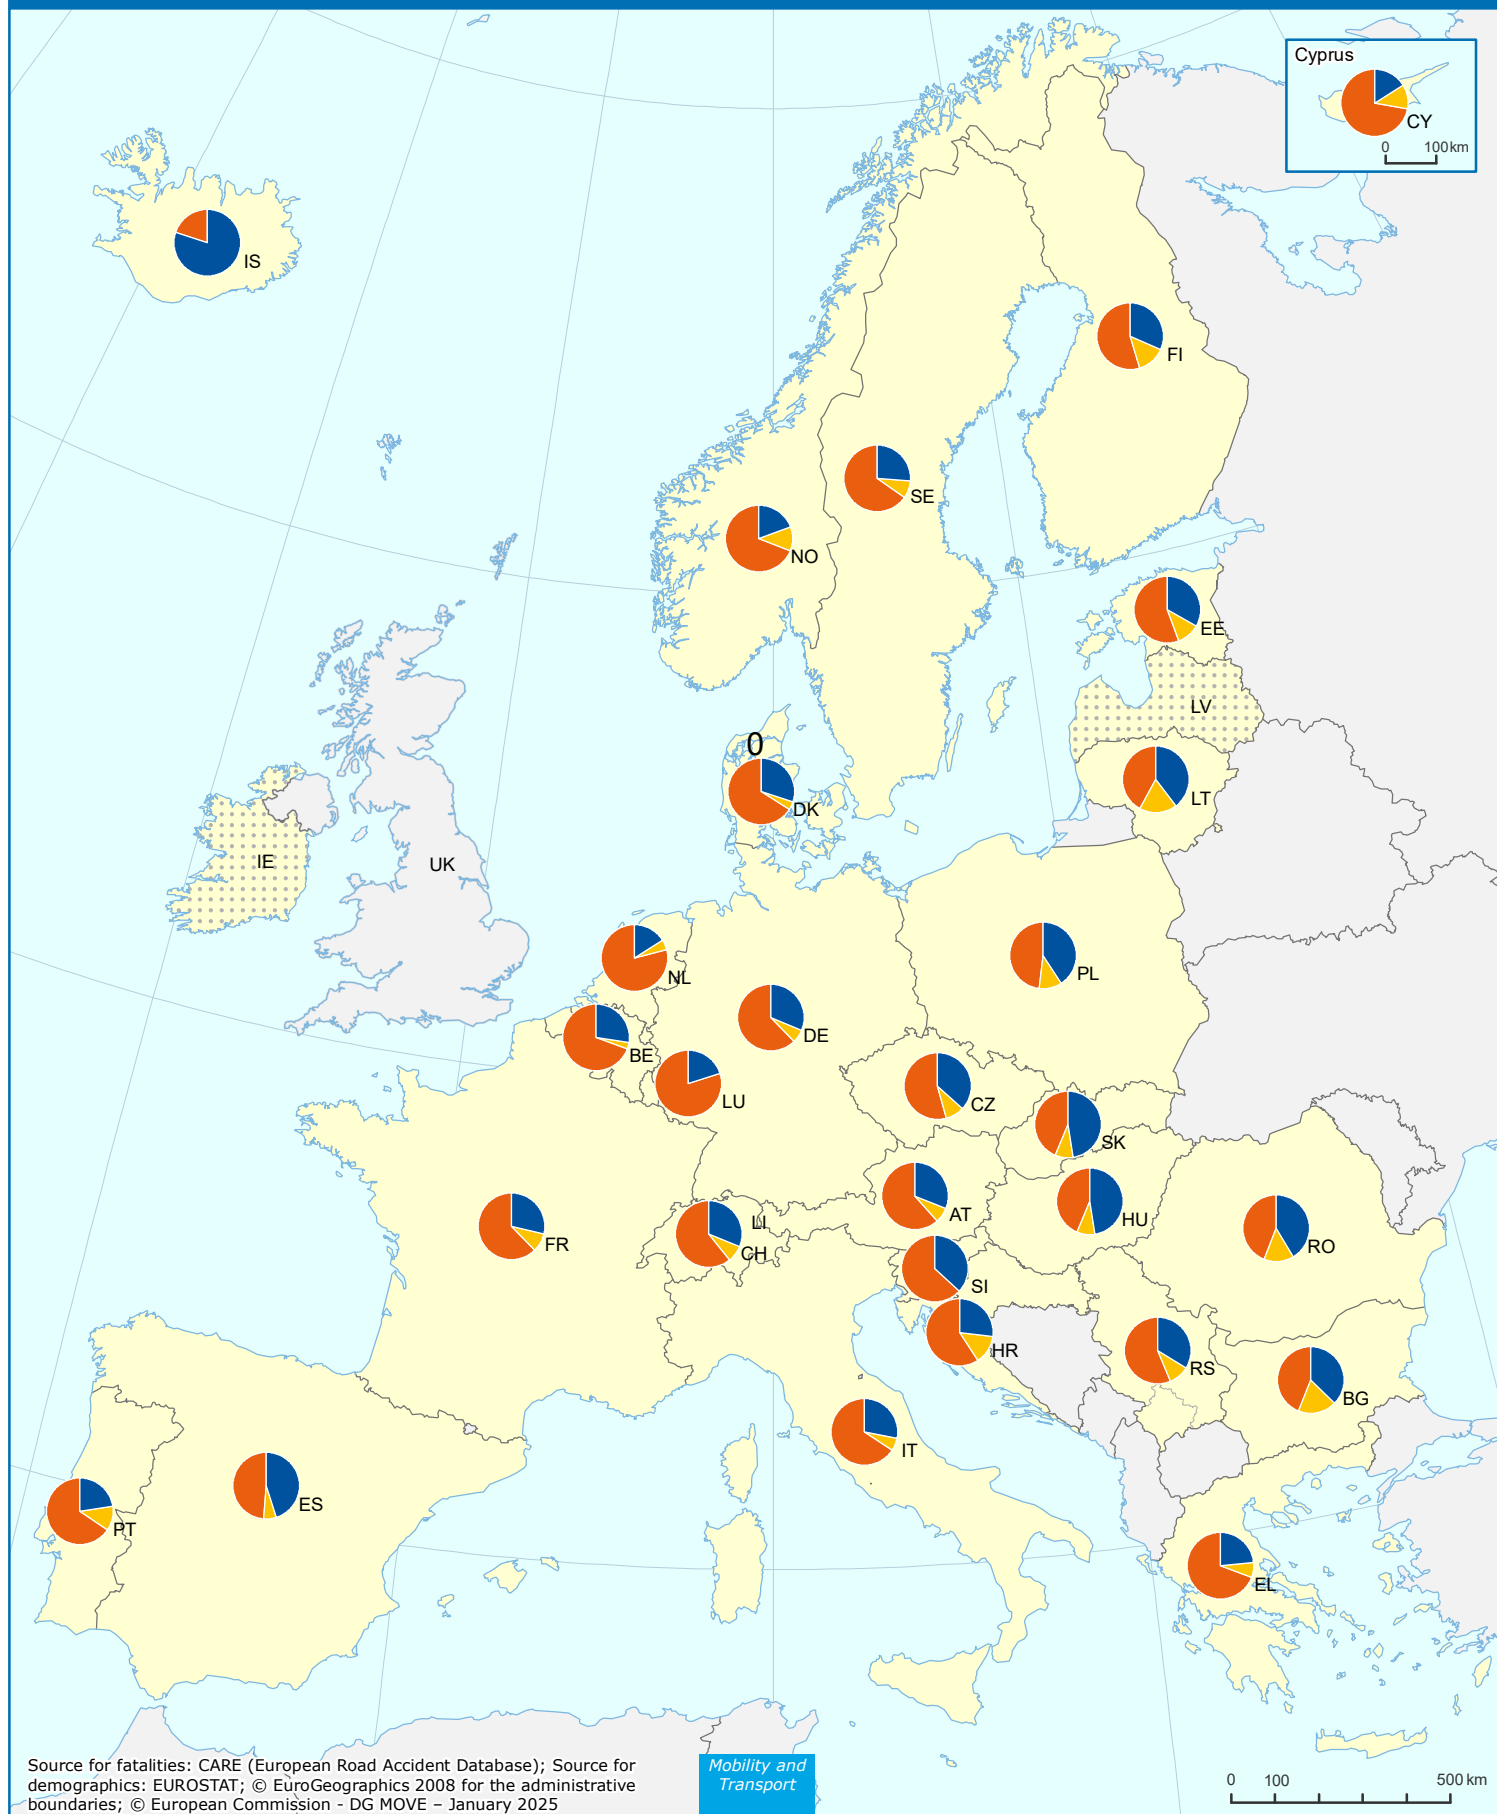 Cyprus
CY
0 100 km
IS
FI
SE
NO
EE
LV
0
DK
LT
IE
UK
NL
PL
DE
BE
LU
CZ
SK
AT
HU
LI
FR
CH
RO
SI
HR
RS
BG
IT
ES
PT
EL
Source for fatalities: CARE (European Road Accident Database); Source for
demographics: EUROSTAT; © EuroGeographics 2008 for the administrative
boundaries; © European Commission - DG MOVE – January 2025
Mobility and
Transport
0 100 500 km